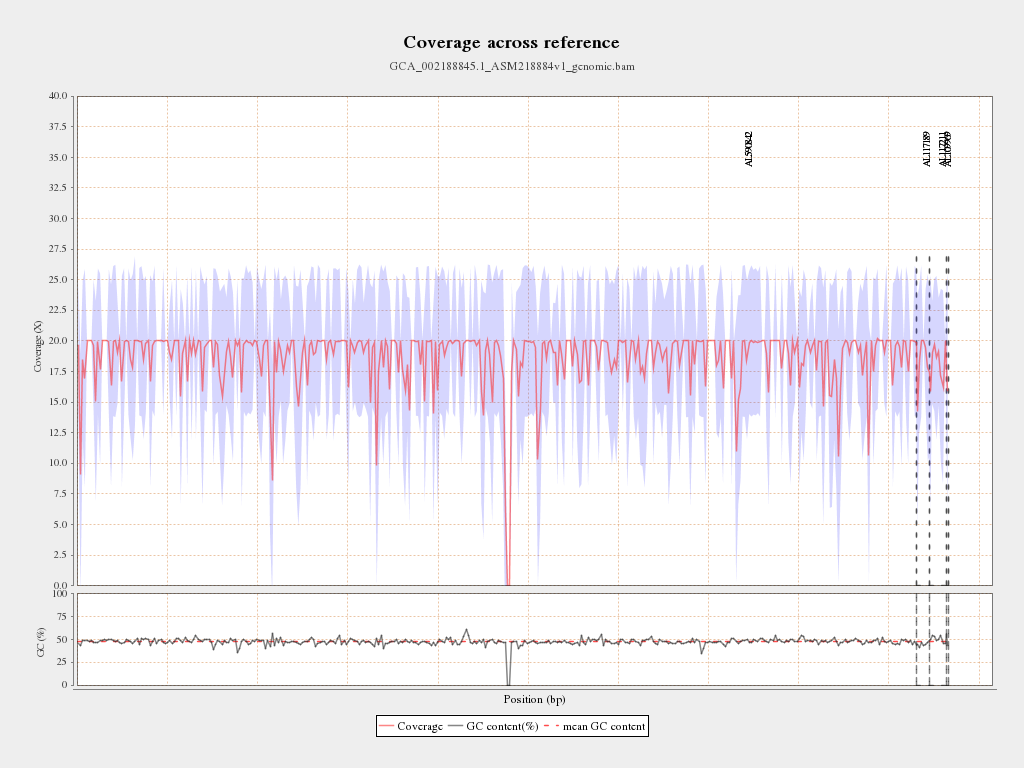 Coverage across reference
GCA_002188845.1_ASM218884v1_genomic.bam
40.0
37.5
35.0
32.5
30.0
27.5
25.0
22.5
20.0
17.5
15.0
12.5
10.0
7.5
5.0
2.5
0.0
Coverage (X)
AL590842
AL117189
AL117211
AL109969
100
75
50
25
0
GC (%)
Position (bp)
Coverage GC content(%) mean GC content